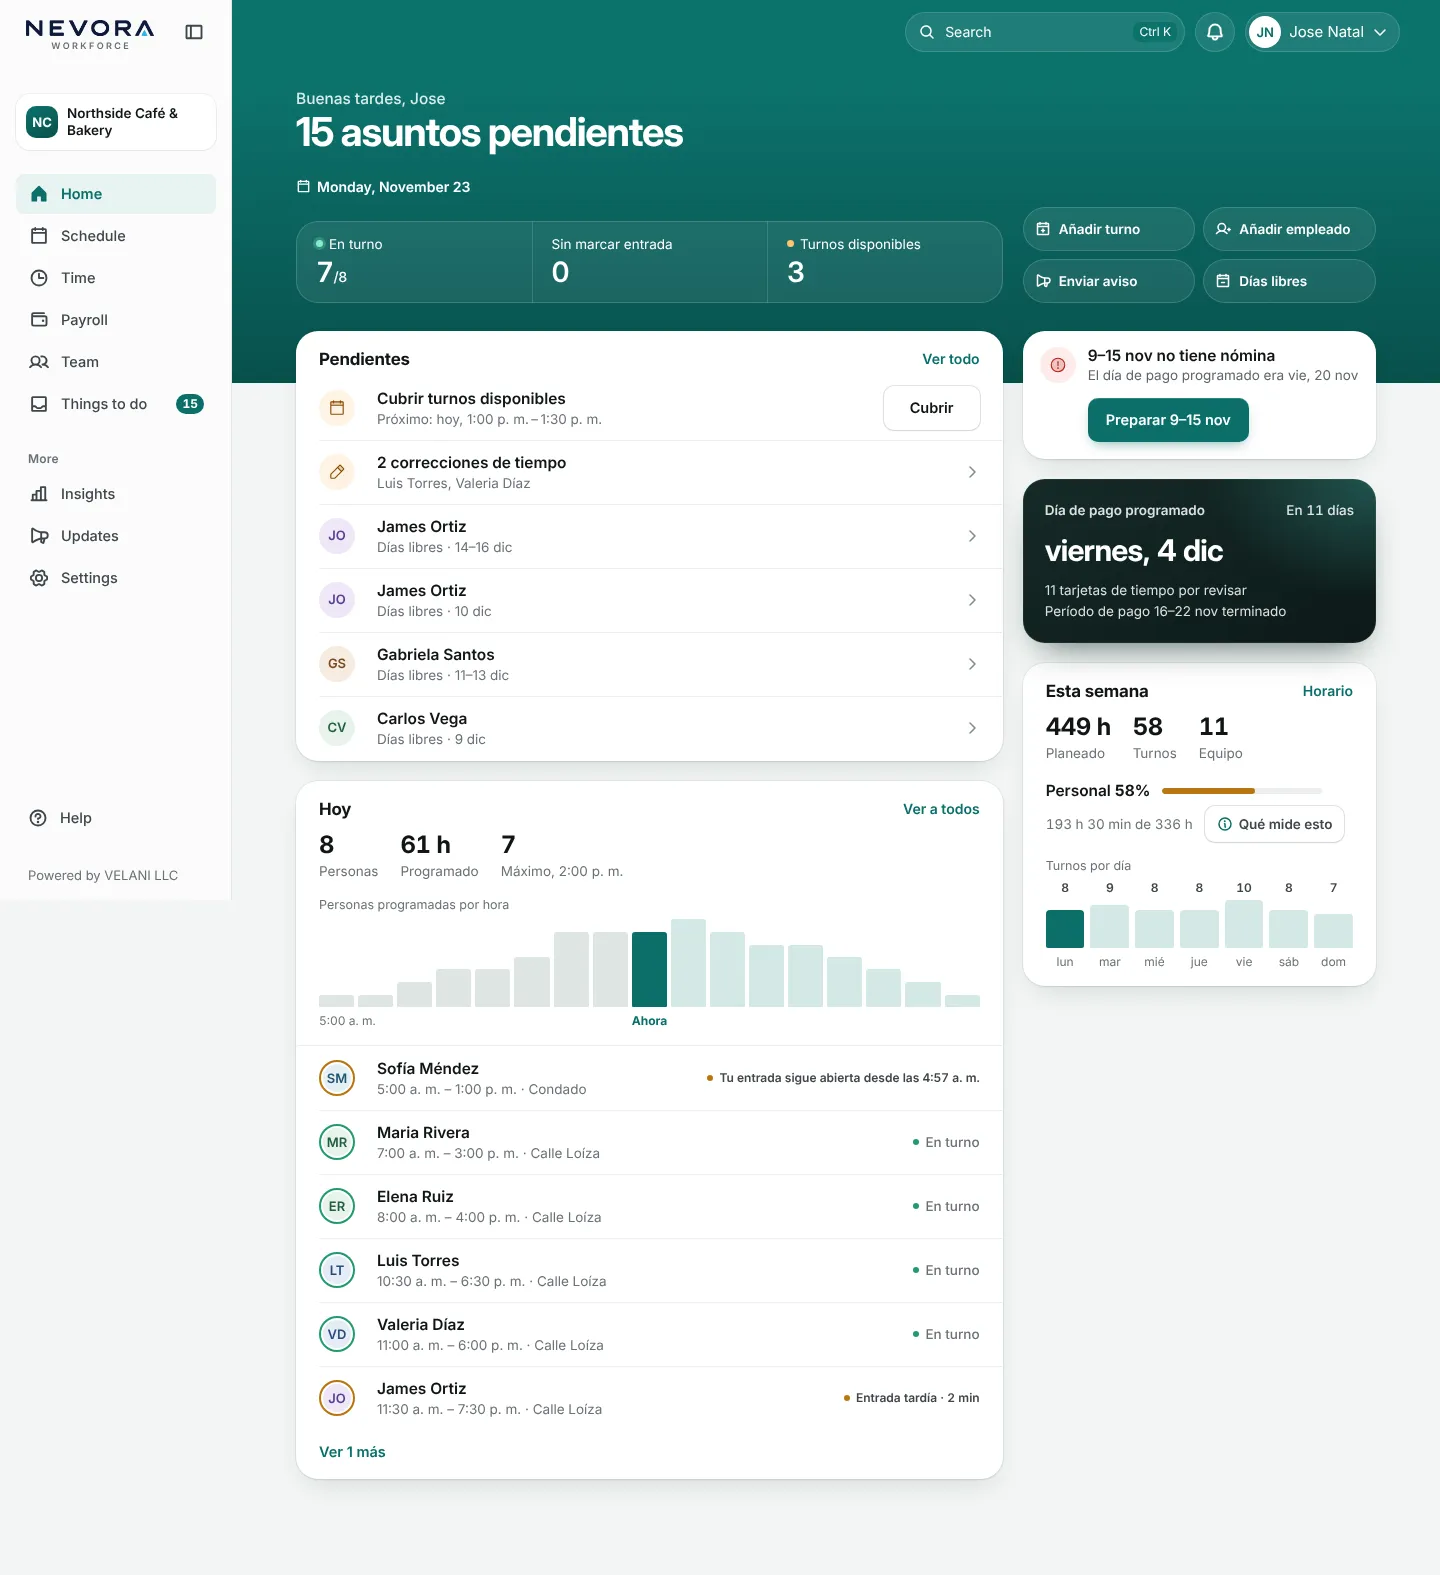 NEVORA
WORKFORCE
NC
Northside Café &
Bakery
Home
Schedule
Time
Payroll
Team
Things to do 15
More
Insights
Updates
Settings
Help
Powered by VELANI LLC
Search Ctrl K
JN Jose Natal
Buenas tardes, Jose
15 asuntos pendientes
Monday, November 23
En turno
7/8
Sin marcar entrada
0
Turnos disponibles
3
Añadir turno
Añadir empleado
Enviar aviso
Días libres
Pendientes
Ver todo
Cubrir turnos disponibles
Próximo: hoy, 1:00 p. m. – 1:30 p. m.
Cubrir
2 correcciones de tiempo
Luis Torres, Valeria Díaz
JO
James Ortiz
Días libres · 14–16 dic
JO
James Ortiz
Días libres · 10 dic
GS
Gabriela Santos
Días libres · 11–13 dic
CV
Carlos Vega
Días libres · 9 dic
Hoy
Ver a todos
8
Personas
61 h
Programado
7
Máximo, 2:00 p. m.
Personas programadas por hora
5:00 a. m.
Ahora
SM
Sofía Méndez
5:00 a. m. – 1:00 p. m. · Condado
Tu entrada sigue abierta desde las 4:57 a. m.
MR
Maria Rivera
7:00 a. m. – 3:00 p. m. · Calle Loíza
En turno
ER
Elena Ruiz
8:00 a. m. – 4:00 p. m. · Calle Loíza
En turno
LT
Luis Torres
10:30 a. m. – 6:30 p. m. · Calle Loíza
En turno
VD
Valeria Díaz
11:00 a. m. – 6:00 p. m. · Calle Loíza
En turno
JO
James Ortiz
11:30 a. m. – 7:30 p. m. · Calle Loíza
Entrada tardía · 2 min
Ver 1 más
9–15 nov no tiene nómina
El día de pago programado era vie, 20 nov
Preparar 9–15 nov
Día de pago programado
En 11 días
viernes, 4 dic
11 tarjetas de tiempo por revisar
Período de pago 16–22 nov terminado
Esta semana
Horario
449 h
Planeado
58
Turnos
11
Equipo
Personal 58%
193 h 30 min de 336 h
Qué mide esto
Turnos por día
8 9 8 8 10 8 7
lun mar mié jue vie sáb dom